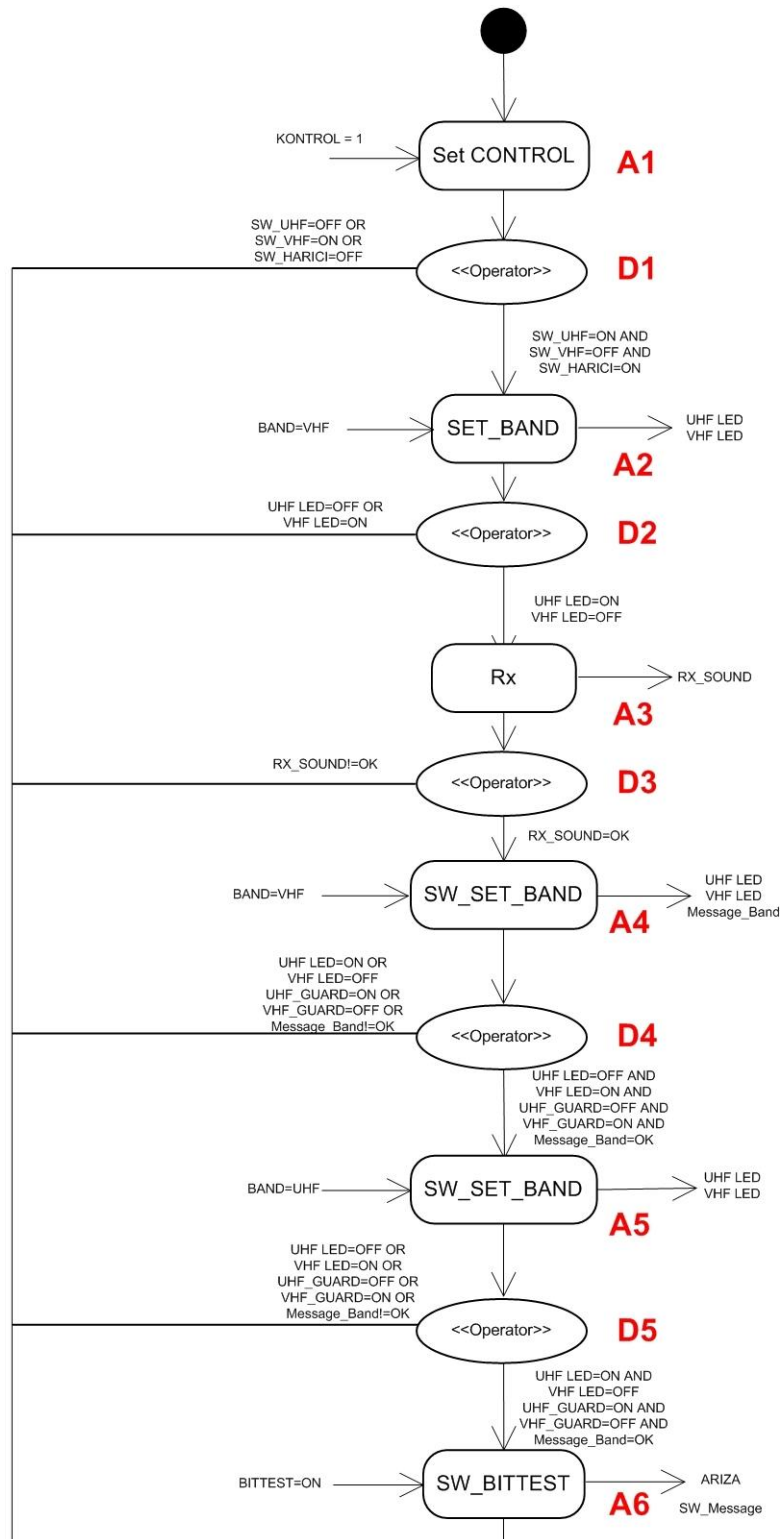 KONTROL = 1
Set CONTROL
A1
SW_UHF=OFF OR
SW_VHF=ON OR
SW_HARICI=OFF
<<Operator>>
D1
SW_UHF=ON AND
SW_VHF=OFF AND
SW_HARICI=ON
BAND=VHF
SET_BAND
UHF LED
VHF LED
A2
UHF LED=OFF OR
VHF LED=ON
<<Operator>>
D2
UHF LED=ON
VHF LED=OFF
Rx
RX_SOUND
A3
RX_SOUND!=OK
<<Operator>>
D3
RX_SOUND=OK
BAND=VHF
SW_SET_BAND
UHF LED
VHF LED
Message_Band
A4
UHF LED=ON OR
VHF LED=OFF
UHF_GUARD=ON OR
VHF_GUARD=OFF OR
Message_Band!=OK
<<Operator>>
D4
UHF LED=OFF AND
VHF LED=ON AND
UHF_GUARD=OFF AND
VHF_GUARD=ON AND
Message_Band=OK
BAND=UHF
SW_SET_BAND
UHF LED
VHF LED
A5
UHF LED=OFF OR
VHF LED=ON OR
UHF_GUARD=OFF OR
VHF_GUARD=ON OR
Message_Band!=OK
<<Operator>>
D5
UHF LED=ON AND
VHF LED=OFF
UHF_GUARD=ON AND
VHF_GUARD=OFF AND
Message_Band=OK
BITTEST=ON
SW_BITTEST
ARIZA
SW_Message
A6